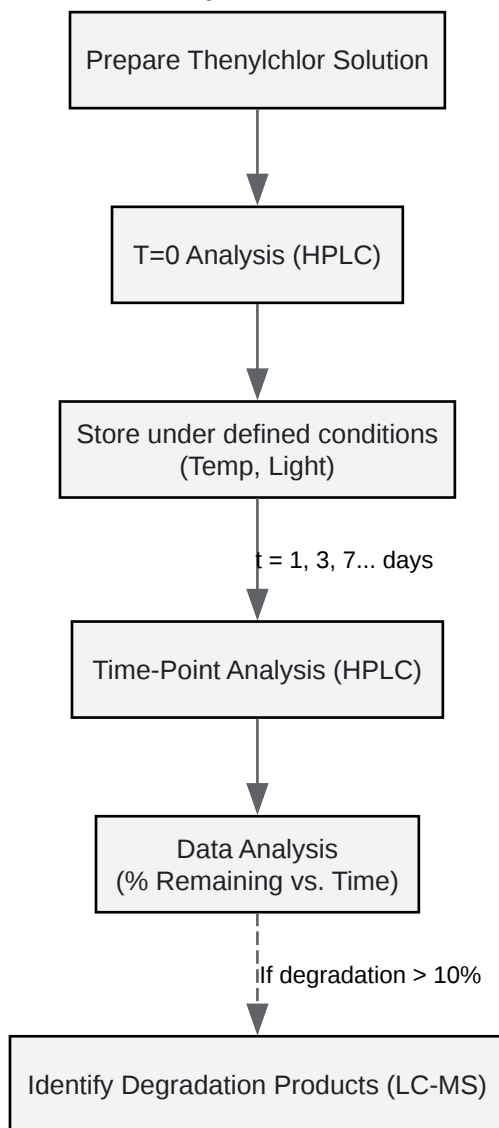 Prepare Thenylchlor Solution
T=0 Analysis (HPLC)
Store under defined conditions
(Temp, Light)
t = 1, 3, 7... days
Time-Point Analysis (HPLC)
Data Analysis
(% Remaining vs. Time)
If degradation > 10%
Identify Degradation Products (LC-MS)